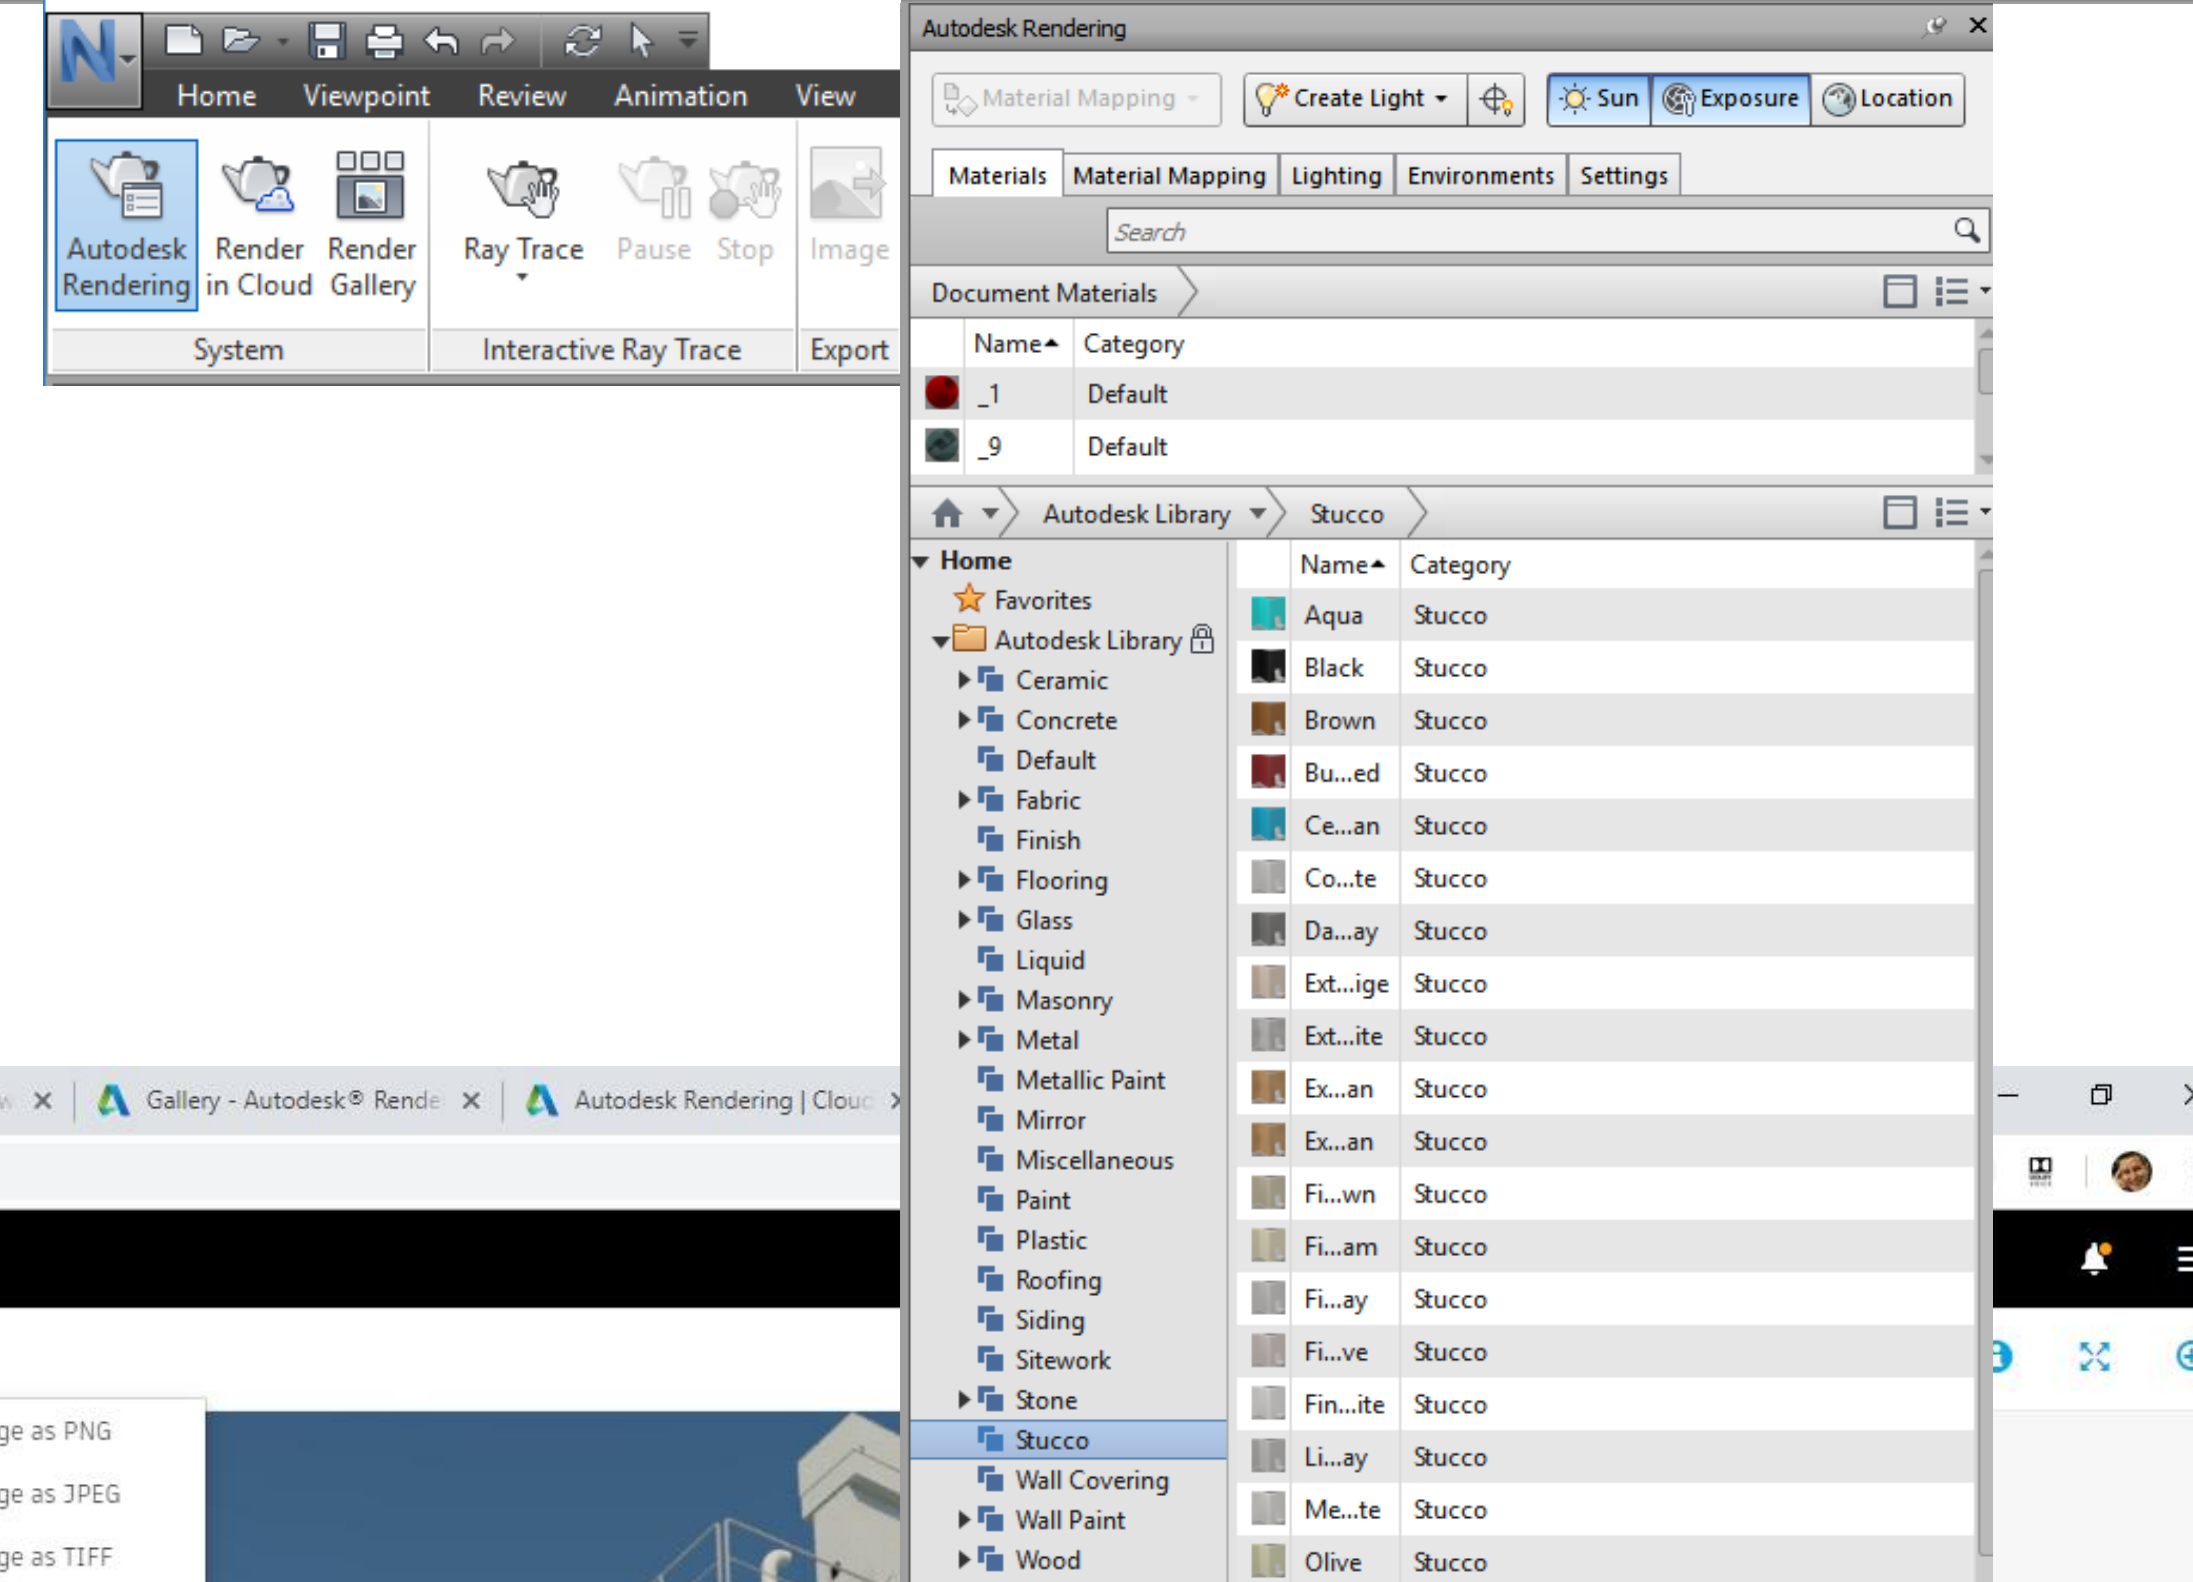 Home Viewpoint Review Animation View
Autodesk Rendering
Render in Cloud
Render Gallery
Ray Trace
Pause
Stop
Image
System
Interactive Ray Trace
Export
Autodesk Rendering
Material Mapping
Create Light
Sun
Exposure
Location
Materials Material Mapping Lighting Environments Settings
Search
Document Materials
Name Category
_1 Default
_9 Default
Autodesk Library Stucco
Home
Favorites
Autodesk Library
Ceramic
Concrete
Default
Fabric
Finish
Flooring
Glass
Liquid
Masonry
Metal
Metallic Paint
Mirror
Miscellaneous
Paint
Plastic
Roofing
Siding
Sitework
Stone
Stucco
Wall Covering
Wall Paint
Wood
Name Category
Aqua Stucco
Black Stucco
Brown Stucco
Bu...ed Stucco
Ce...an Stucco
Co...te Stucco
Da...ay Stucco
Ext...ige Stucco
Ext...ite Stucco
Ex...an Stucco
Ex...an Stucco
Fi...wn Stucco
Fi...am Stucco
Fi...ay Stucco
Fi...ve Stucco
Fin...ite Stucco
Li...ay Stucco
Me...te Stucco
Olive Stucco
Gallery - Autodesk® Rende
Autodesk Rendering | Clou
ge as PNG
ge as JPEG
ge as TIFF